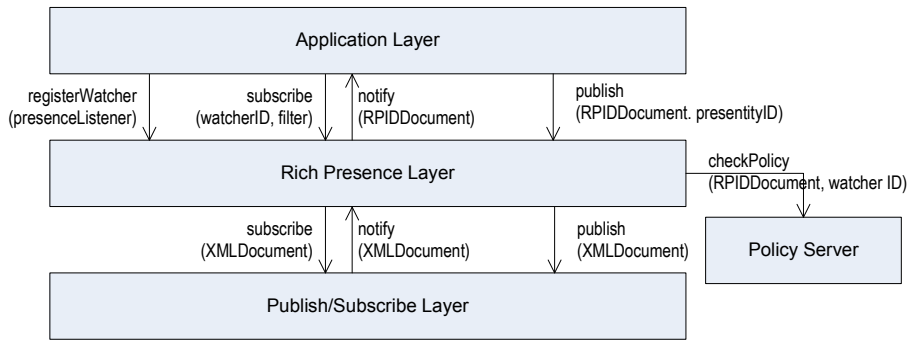 Application Layer
registerWatcher
(presenceListener)
subscribe
(watcherID, filter)
notify
(RPIDDocument)
publish
(RPIDDocument. presentityID)
Rich Presence Layer
checkPolicy
(RPIDDocument, watcher ID)
subscribe
(XMLDocument)
notify
(XMLDocument)
publish
(XMLDocument)
Policy Server
Publish/Subscribe Layer